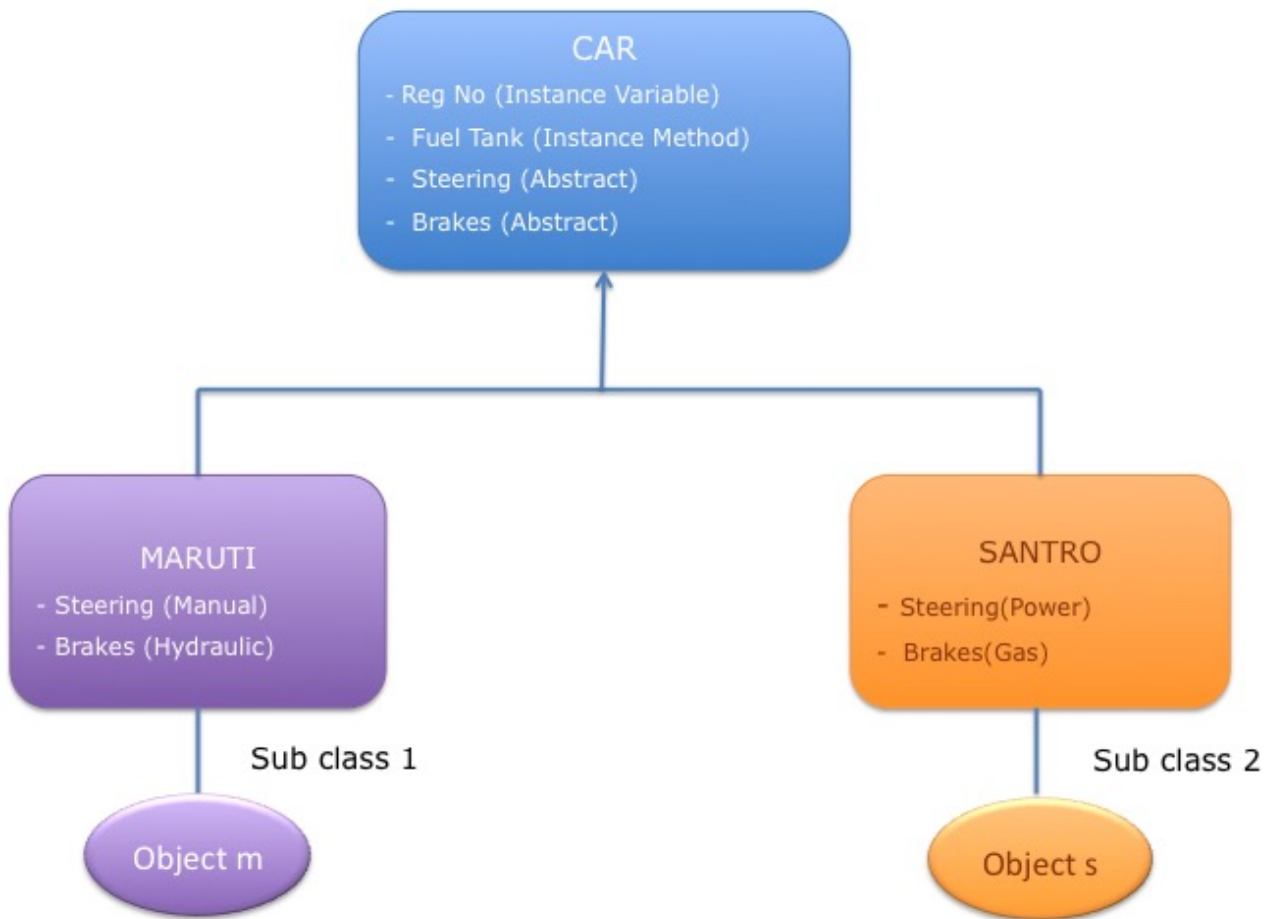 CAR
- Reg No (Instance Variable)
- Fuel Tank (Instance Method)
- Steering (Abstract)
- Brakes (Abstract)
MARUTI
- Steering (Manual)
- Brakes (Hydraulic)
SANTRO
- Steering(Power)
- Brakes(Gas)
Sub class 1
Sub class 2
Object m
Object s